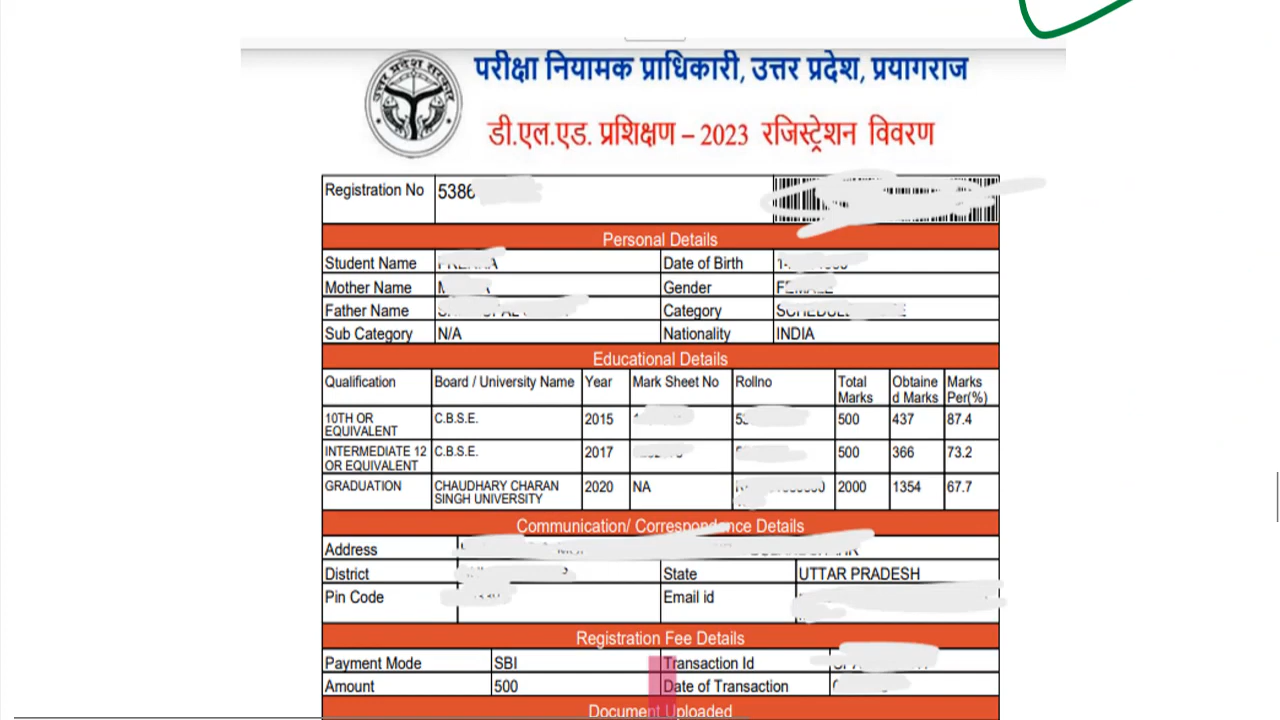 उत्तर प्रदेश सरकार
परीक्षा नियामक प्राधिकारी, उत्तर प्रदेश, प्रयागराज
डी.एल.एड. प्रशिक्षण – 2023 रजिस्ट्रेशन विवरण
Registration No 5386
Personal Details
Student Name Date of Birth
Mother Name Gender
Father Name Category
Sub Category N/A Nationality INDIA
Educational Details
Qualification Board / University Name Year Mark Sheet No Rollno Total Marks Obtained Marks Marks Per(%)
10TH OR EQUIVALENT C.B.S.E. 2015 500 437 87.4
INTERMEDIATE 12 OR EQUIVALENT C.B.S.E. 2017 500 366 73.2
GRADUATION CHAUDHARY CHARAN SINGH UNIVERSITY 2020 NA 2000 1354 67.7
Communication/ Correspondence Details
Address
District State UTTAR PRADESH
Pin Code Email id
Registration Fee Details
Payment Mode SBI Transaction Id
Amount 500 Date of Transaction
Document Uploaded